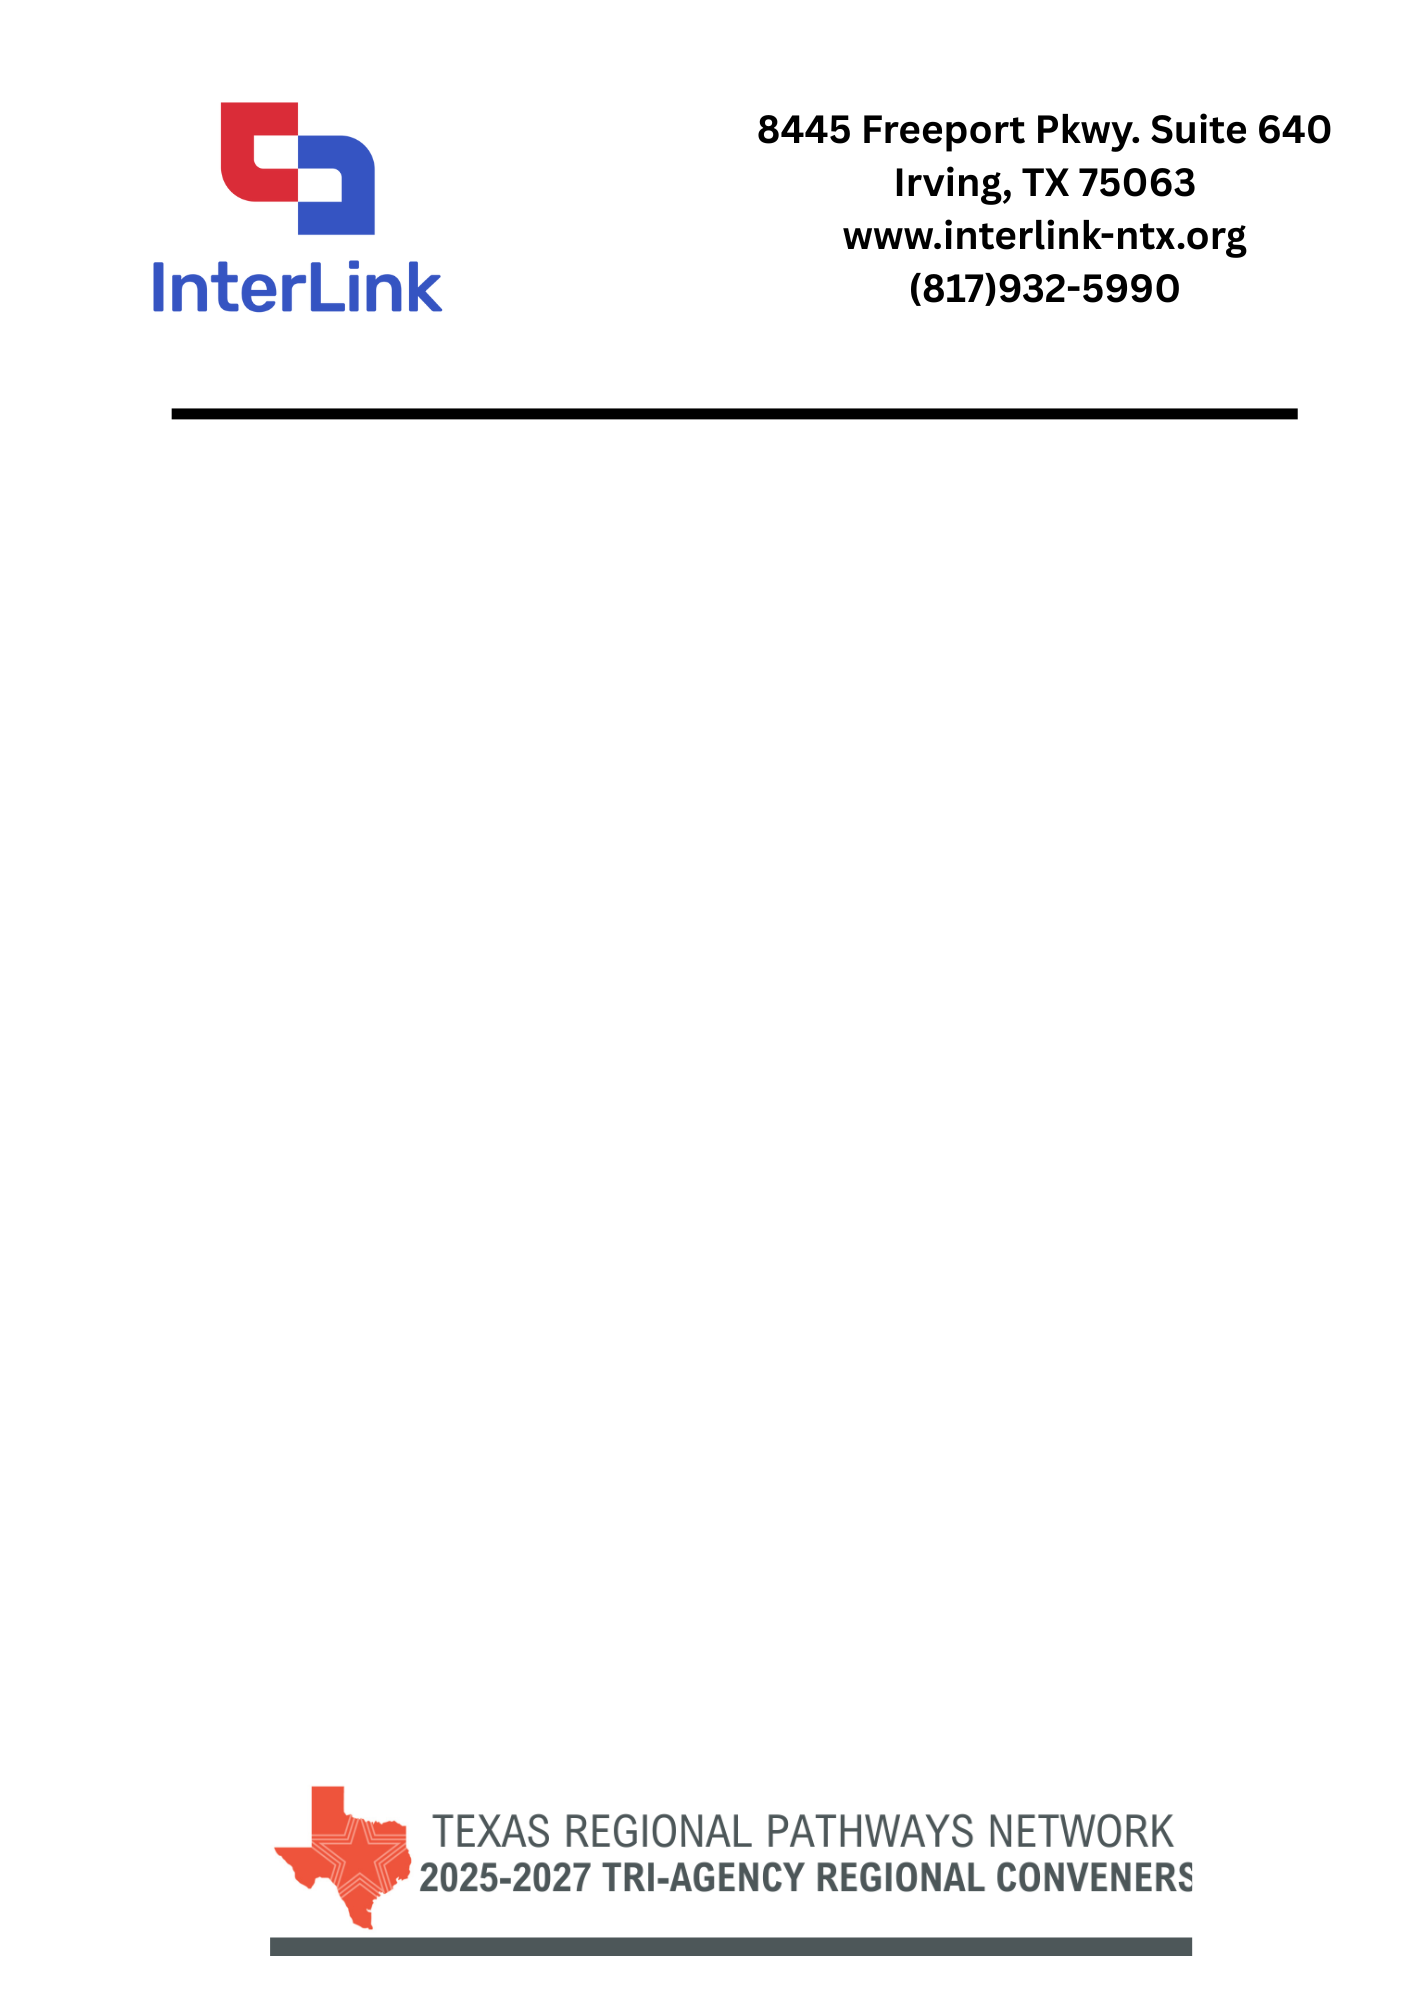 InterLink
8445 Freeport Pkwy. Suite 640
Irving, TX 75063
www.interlink-ntx.org
(817)932-5990
TEXAS REGIONAL PATHWAYS NETWORK
2025-2027 TRI-AGENCY REGIONAL CONVENERS